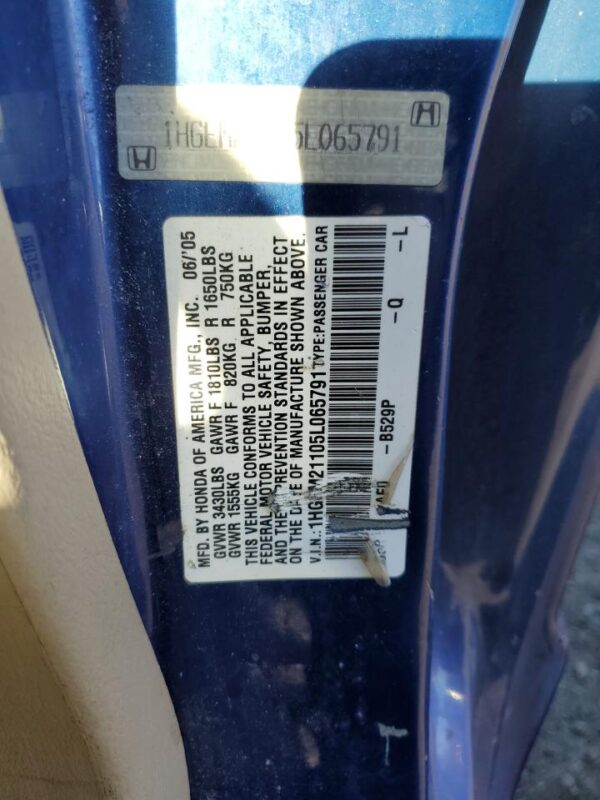 1HGEM 5L065791
MFD. BY HONDA OF AMERICA MFG., INC. 06/'05
GVWR 3430LBS GAWR F 1810LBS R 1650LBS
GVWR 1555KG GAWR F 820KG R 750KG
THIS VEHICLE CONFORMS TO ALL APPLICABLE
FEDERAL MOTOR VEHICLE SAFETY, BUMPER,
AND THEFT PREVENTION STANDARDS IN EFFECT
ON THE DATE OF MANUFACTURE SHOWN ABOVE.
V.I.N.: TYPE:PASSENGER CAR
-B529P -Q -L